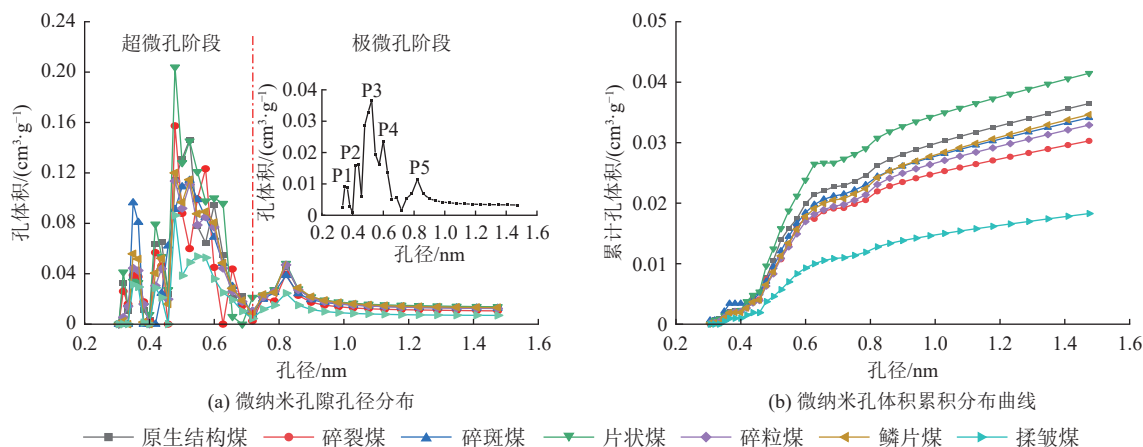 0.24
0.20
0.16
0.12
0.08
0.04
0
孔体积/(cm³·g⁻¹)
超微孔阶段
极微孔阶段
0.04
0.03
0.02
0.01
0
孔体积/(cm³·g⁻¹)
P1
P2
P3
P4
P5
0.2 0.4 0.6 0.8 1.0 1.2 1.4 1.6
孔径/nm
0.2 0.4 0.6 0.8 1.0 1.2 1.4 1.6
孔径/nm
(a) 微纳米孔隙孔径分布
0.05
0.04
0.03
0.02
0.01
0
累计孔体积/(cm³·g⁻¹)
0.2 0.4 0.6 0.8 1.0 1.2 1.4 1.6
孔径/nm
(b) 微纳米孔体积累积分布曲线
原生结构煤 碎裂煤 碎斑煤 片状煤 碎粒煤 鳞片煤 揉皱煤